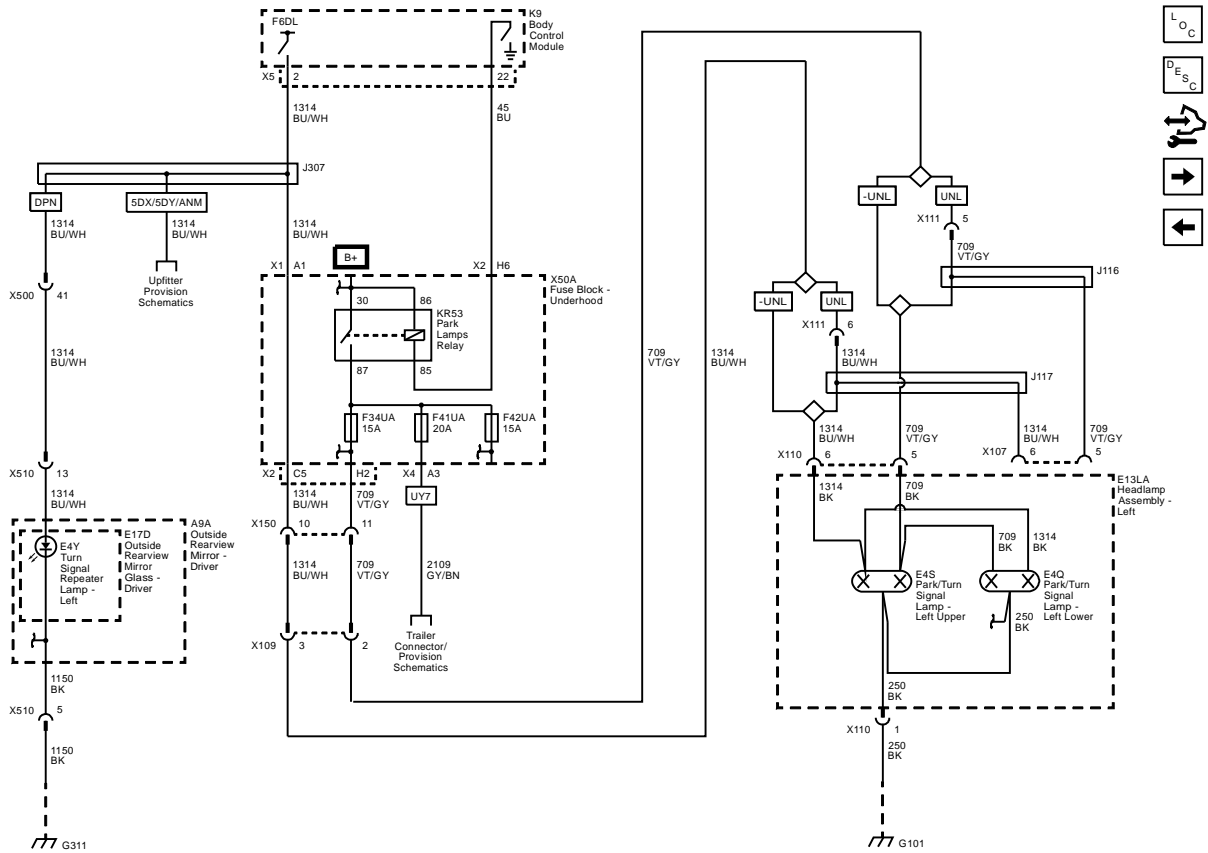 F6DL
K9
Body
Control
Module
X5
2
22
1314
BU/WH
45
BU
J307
DPN
5DX/5DY/ANM
1314
BU/WH
1314
BU/WH
1314
BU/WH
Upfitter
Provision
Schematics
X500
41
B+
X1
A1
X2
H6
X50A
Fuse Block -
Underhood
30
86
KR53
Park
Lamps
Relay
87
85
F34UA
15A
F41UA
20A
F42UA
15A
1314
BU/WH
X510
13
1314
BU/WH
A9A
Outside
Rearview
Mirror -
Driver
E17D
Outside
Rearview
Mirror
Glass -
Driver
E4Y
Turn
Signal
Repeater
Lamp -
Left
1150
BK
X510
5
1150
BK
G311
X2
C5
H2
X4
A3
1314
BU/WH
709
VT/GY
UY7
X150
10
11
1314
BU/WH
709
VT/GY
2109
GY/BN
X109
3
2
Trailer
Connector/
Provision
Schematics
709
VT/GY
1314
BU/WH
-UNL
UNL
X111
5
709
VT/GY
J116
-UNL
UNL
X111
6
1314
BU/WH
J117
1314
BU/WH
709
VT/GY
1314
BU/WH
709
VT/GY
X110
6
5
X107
6
5
E13LA
Headlamp
Assembly -
Left
1314
BK
709
BK
709
BK
1314
BK
E4S
Park/Turn
Signal
Lamp -
Left Upper
E4Q
Park/Turn
Signal
Lamp -
Left Lower
250
BK
250
BK
X110
1
250
BK
G101
L
O
C
D
E
S
C